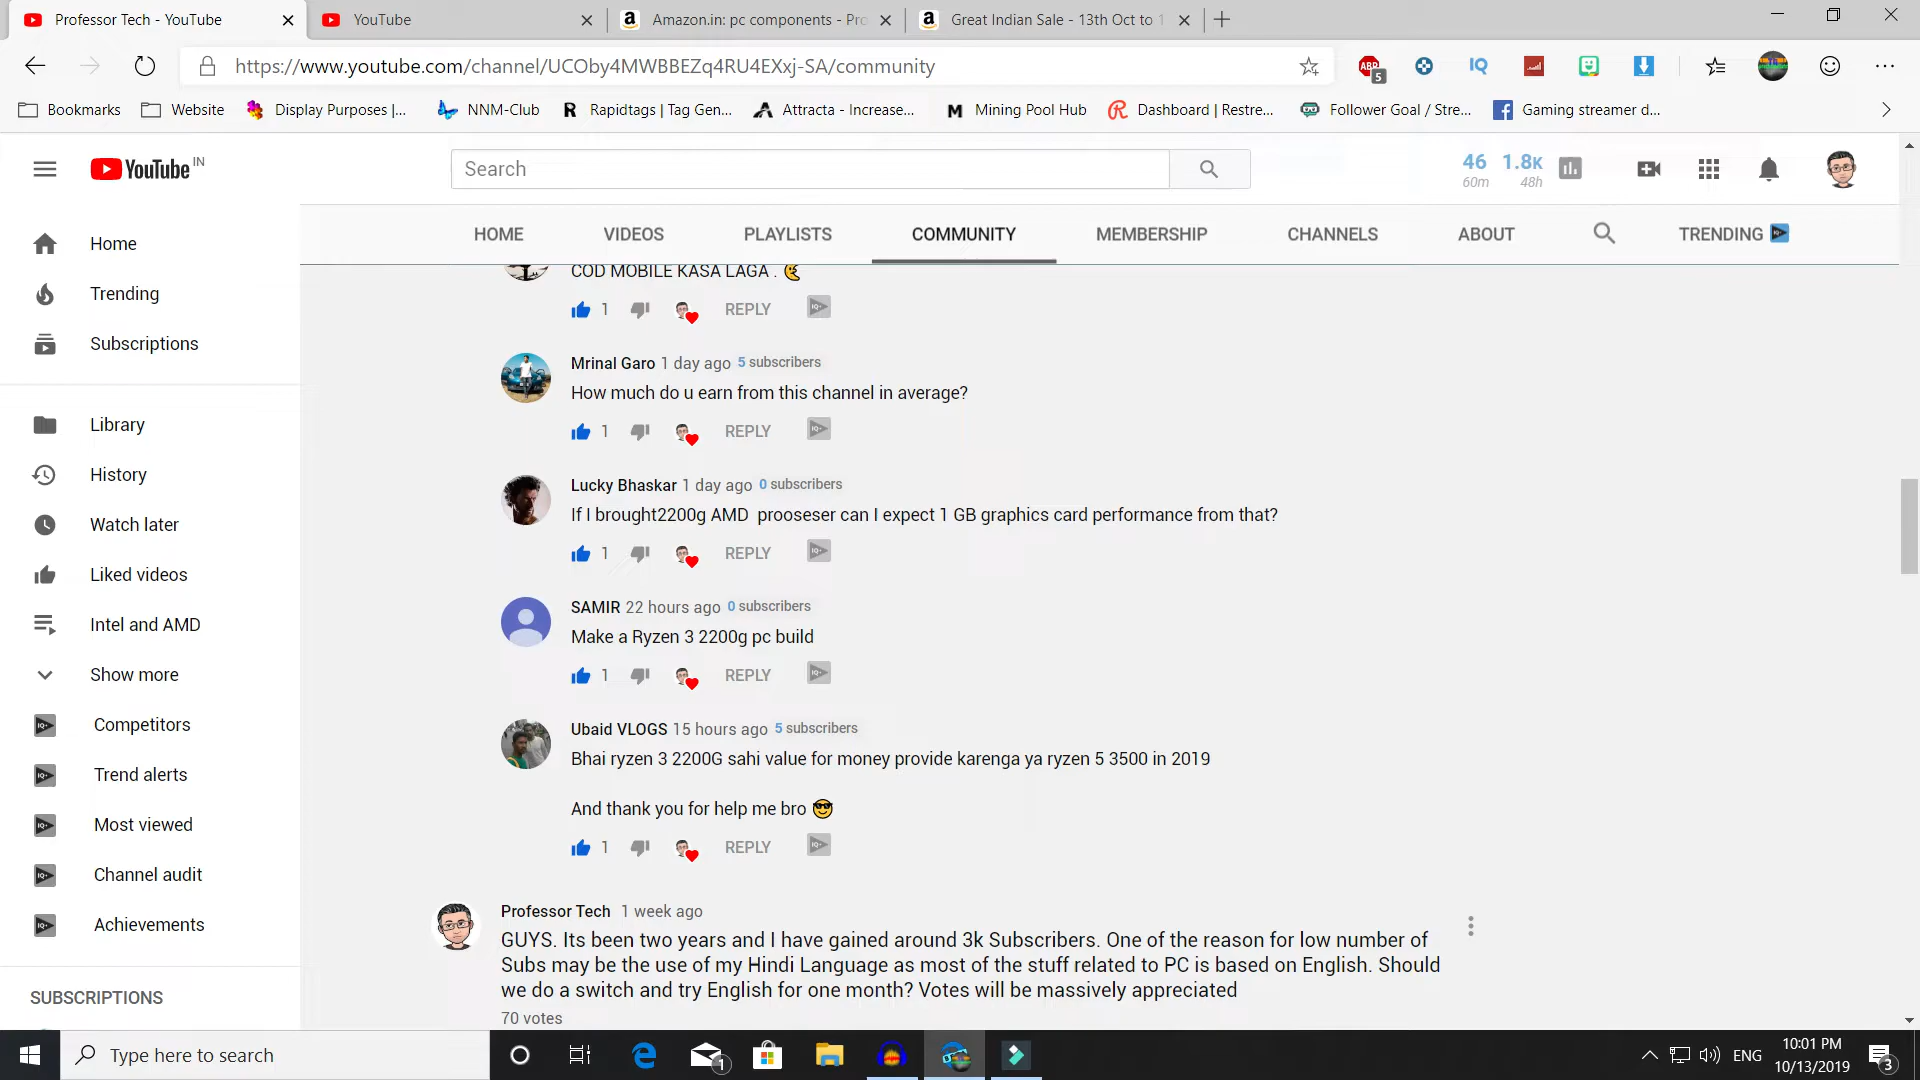 Professor Tech - YouTube
YouTube
Amazon.in: pc components - Pro
Great Indian Sale - 13th Oct to 1
https://www.youtube.com/channel/UCOby4MWBBEZq4RU4EXxj-SA/community
ABP
5
IQ
Bookmarks
Website
Display Purposes |...
NNM-Club
R Rapidtags | Tag Gen...
Attracta - Increase...
M Mining Pool Hub
Dashboard | Restre...
Follower Goal / Stre...
Gaming streamer d...
YouTube IN
Search
46 1.8K
60m 48h
HOME
VIDEOS
PLAYLISTS
COMMUNITY
MEMBERSHIP
CHANNELS
ABOUT
TRENDING
Home
Trending
Subscriptions
Library
History
Watch later
Liked videos
Intel and AMD
Show more
Competitors
Trend alerts
Most viewed
Channel audit
Achievements
SUBSCRIPTIONS
COD MOBILE KASA LAGA .
1 REPLY
Mrinal Garo 1 day ago 5 subscribers
How much do u earn from this channel in average?
1 REPLY
Lucky Bhaskar 1 day ago 0 subscribers
If I brought2200g AMD prooseser can I expect 1 GB graphics card performance from that?
1 REPLY
SAMIR 22 hours ago 0 subscribers
Make a Ryzen 3 2200g pc build
1 REPLY
Ubaid VLOGS 15 hours ago 5 subscribers
Bhai ryzen 3 2200G sahi value for money provide karenga ya ryzen 5 3500 in 2019
And thank you for help me bro 😎
1 REPLY
Professor Tech 1 week ago
GUYS. Its been two years and I have gained around 3k Subscribers. One of the reason for low number of
Subs may be the use of my Hindi Language as most of the stuff related to PC is based on English. Should
we do a switch and try English for one month? Votes will be massively appreciated
70 votes
Type here to search
1
ENG
10:01 PM
10/13/2019
3